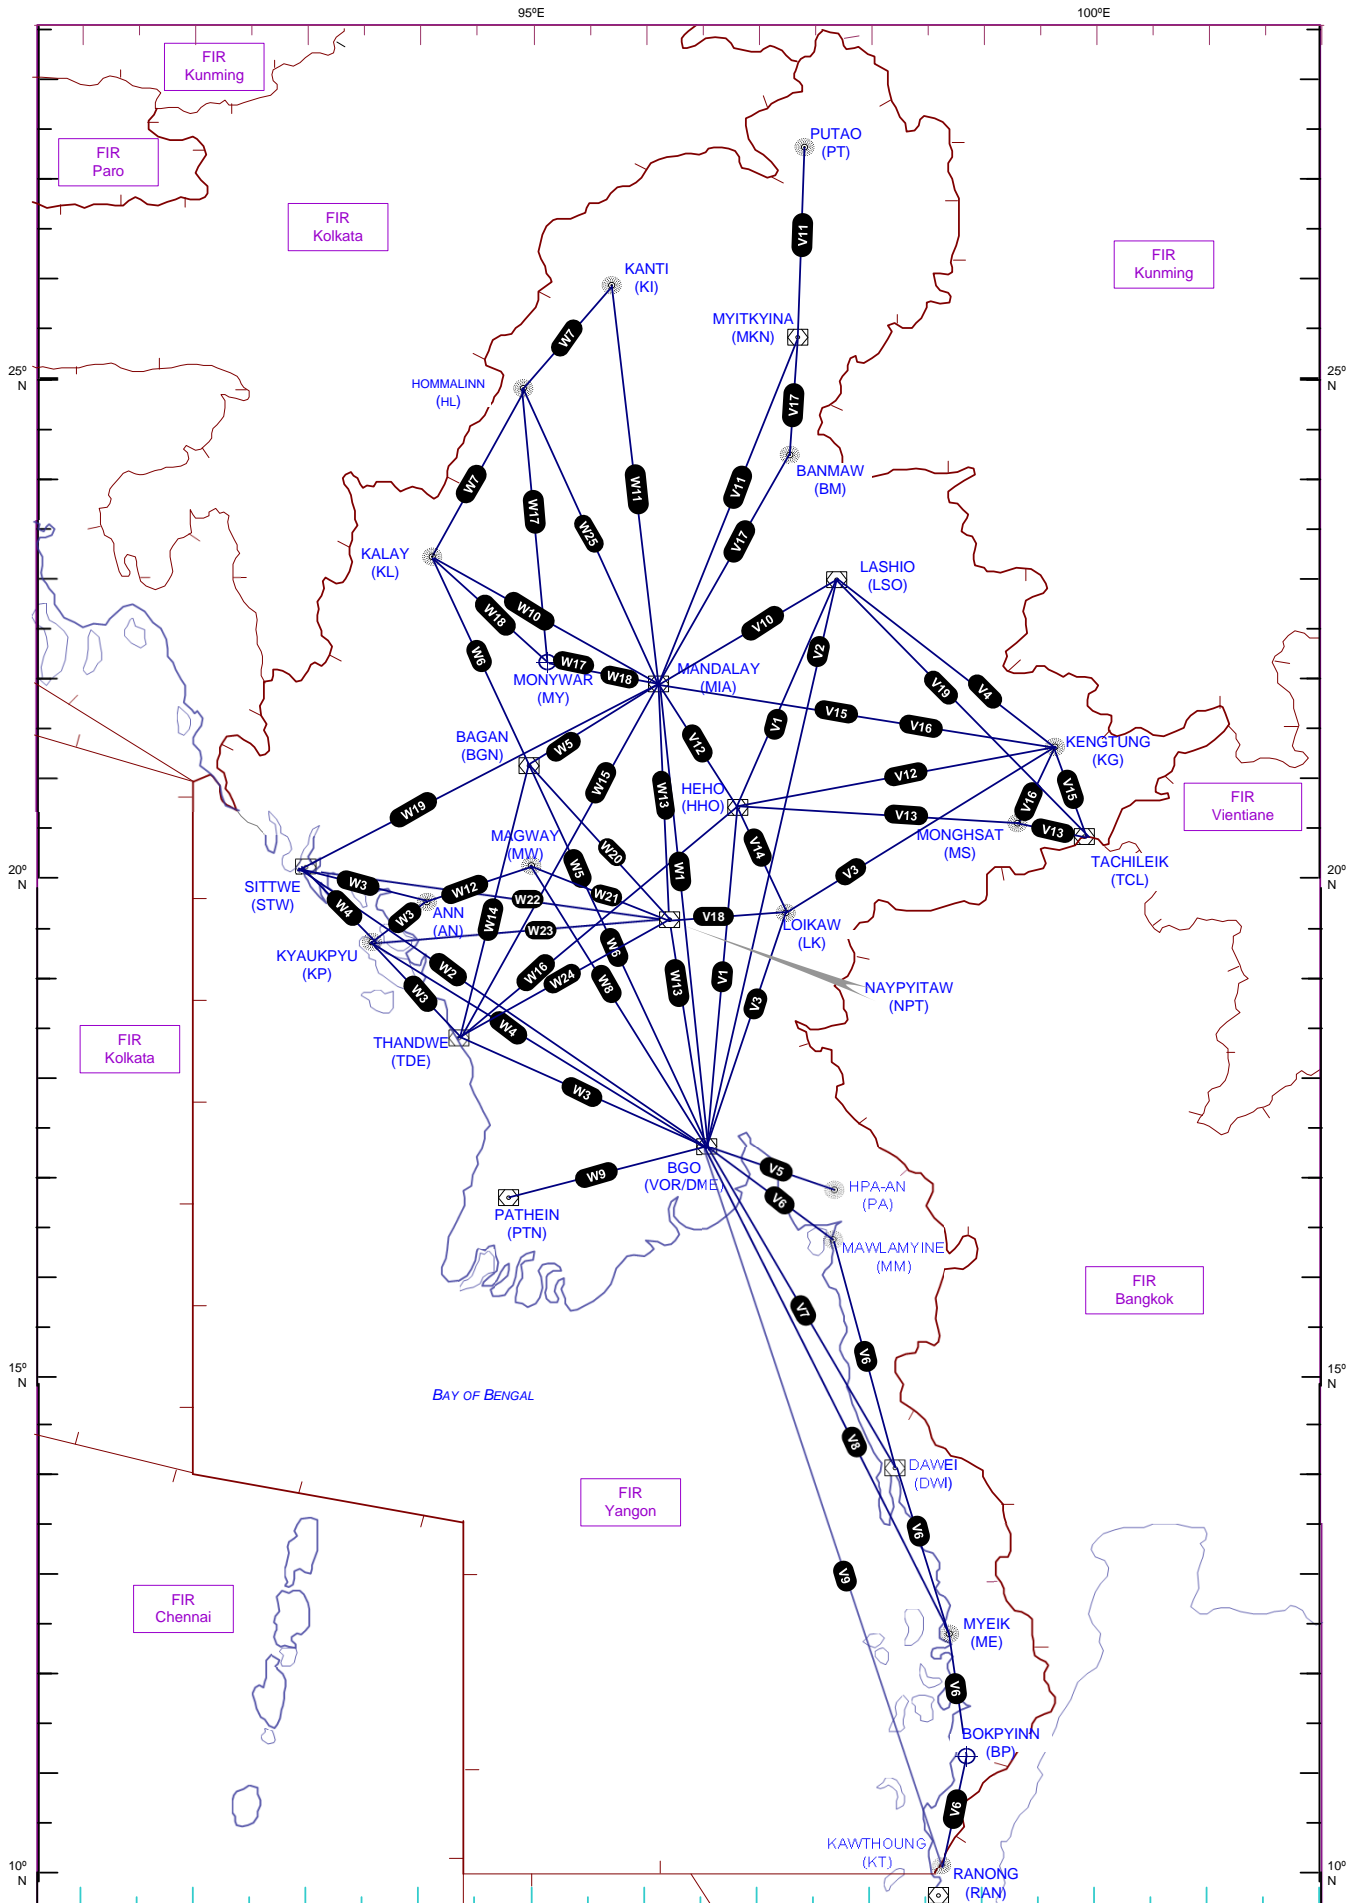 95ºE
100ºE
FIR
Kunming
FIR
Paro
FIR
Kolkata
FIR
Kunming
PUTAO
(PT)
V11
KANTI
(KI)
MYITKYINA
(MKN)
W7
25º
N
25º
N
HOMMALINN
(HL)
V17
BANMAW
(BM)
W7
W17
W25
W11
V11
V17
KALAY
(KL)
LASHIO
(LSO)
W10
W18
V10
V2
W6
W17
W18
MONYWAR
(MY)
MANDALAY
(MIA)
V19
V4
V15
V16
V1
V12
BAGAN
(BGN)
W5
KENGTUNG
(KG)
W15
W13
HEHO
(HHO)
V12
V15
V16
FIR
Vientiane
W19
V13
V13
MONGHSAT
(MS)
TACHILEIK
(TCL)
MAGWAY
(MW)
W20
W1
V14
V3
20º
N
20º
N
SITTWE
(STW)
W3
W12
W5
W21
W22
W4
W3
ANN
(AN)
W14
V18
LOIKAW
(LK)
W23
KYAUKPYU
(KP)
W6
W2
W16
W24
W8
W13
V1
V3
NAYPYITAW
(NPT)
W3
W4
THANDWE
(TDE)
FIR
Kolkata
W3
BGO
(VOR/DME)
W9
V5
V6
HPA-AN
(PA)
PATHEIN
(PTN)
MAWLAMYINE
(MM)
FIR
Bangkok
V7
V6
15º
N
15º
N
BAY OF BENGAL
V8
DAWEI
(DWI)
FIR
Yangon
V6
V9
FIR
Chennai
MYEIK
(ME)
V6
BOKPYINN
(BP)
V6
KAWTHOUNG
(KT)
10º
N
10º
N
RANONG
(RAN)